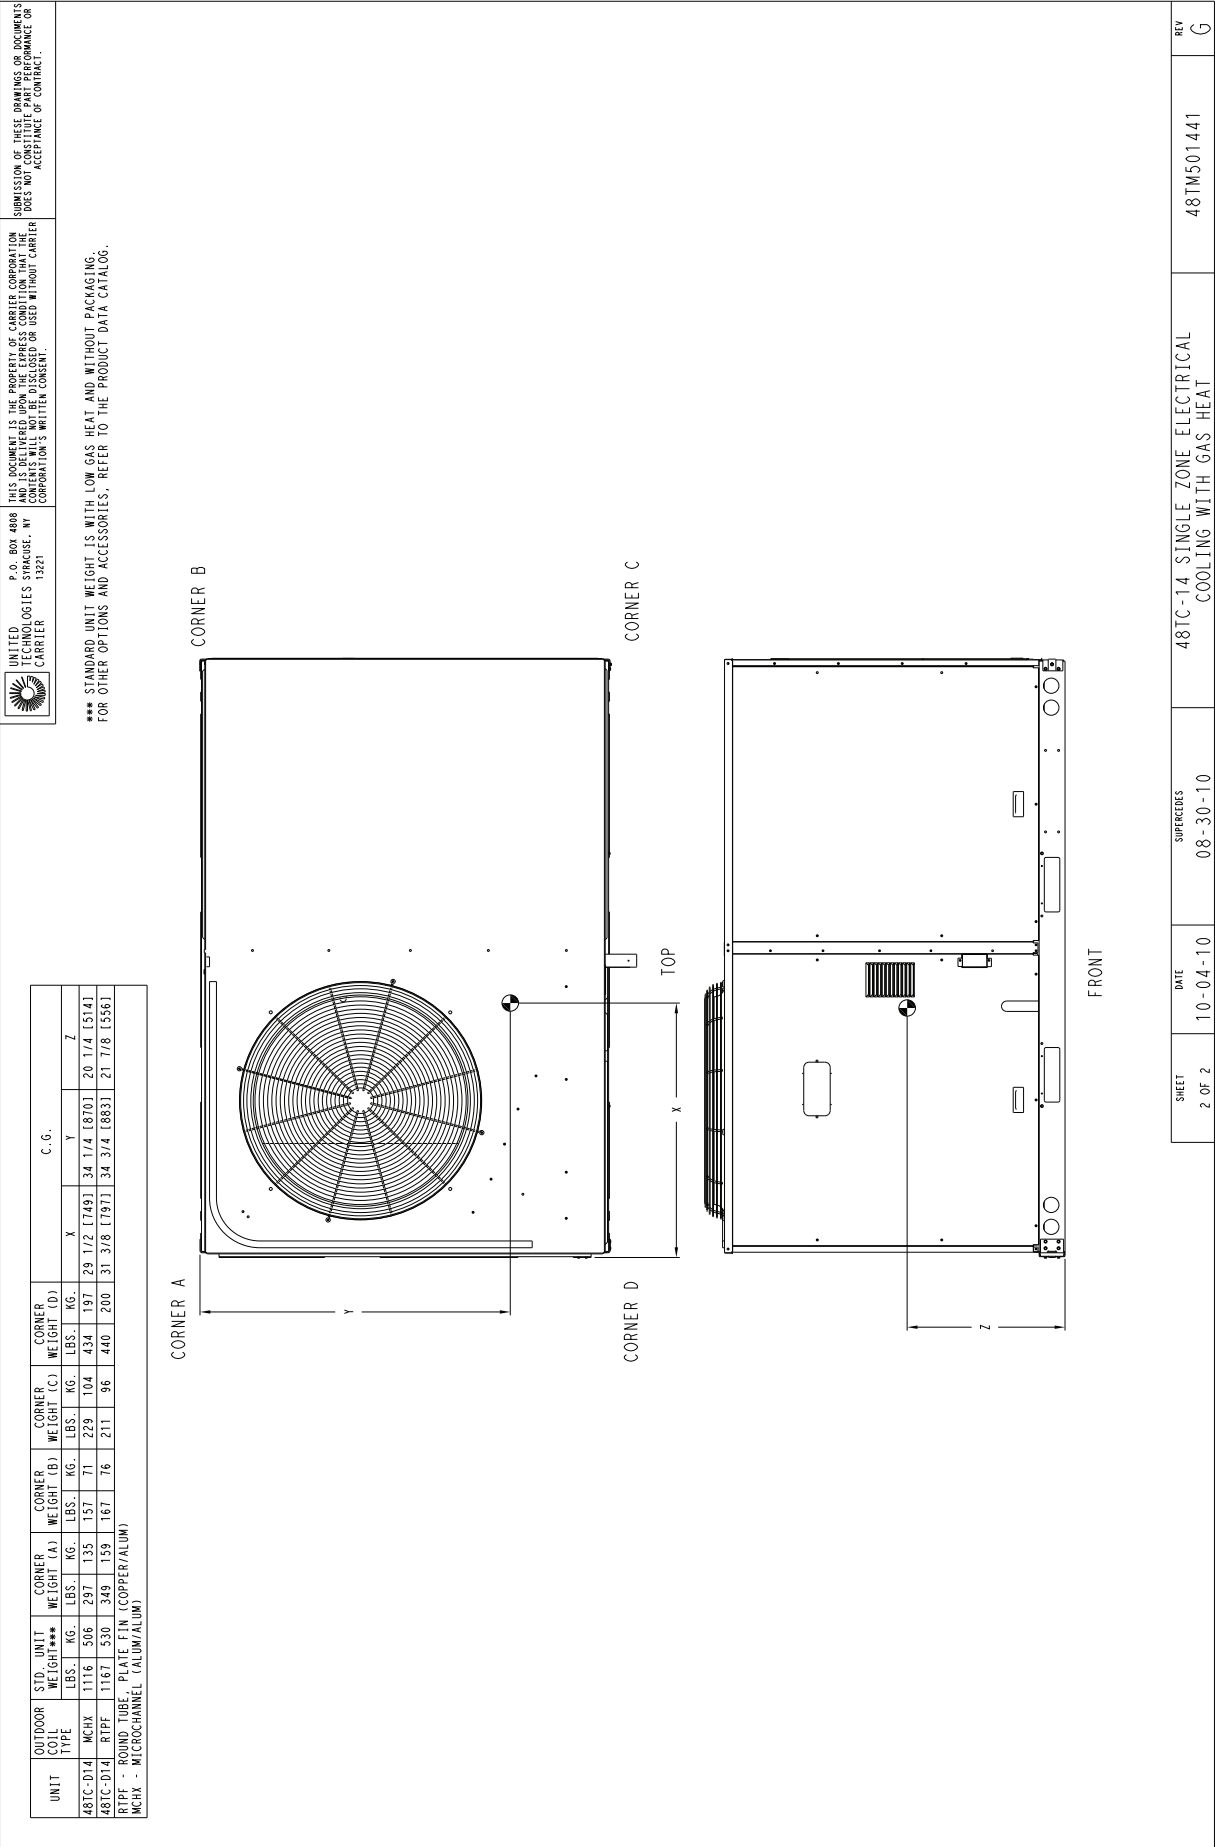 UNIT
OUTDOOR COIL TYPE
STD. UNIT WEIGHT***
CORNER WEIGHT (A)
CORNER WEIGHT (B)
CORNER WEIGHT (C)
CORNER WEIGHT (D)
C.G.
LBS. KG. LBS. KG. LBS. KG. LBS. KG. LBS. KG. X Y Z
48TC-D14 MCHX 1116 506 297 135 157 71 229 104 434 197 29 1/2 [749] 34 1/4 [870] 20 1/4 [514]
48TC-D14 RTPF 1167 530 349 159 167 76 211 96 440 200 31 3/8 [797] 34 3/4 [883] 21 7/8 [556]
RTPF - ROUND TUBE, PLATE FIN (COPPER/ALUM)
MCHX - MICROCHANNEL (ALUM/ALUM)
UNITED
TECHNOLOGIES
CARRIER
P.O. BOX 4808
SYRACUSE, NY
13221
THIS DOCUMENT IS THE PROPERTY OF CARRIER CORPORATION
AND IS DELIVERED UPON THE EXPRESS CONDITION THAT THE
CONTENTS WILL NOT BE DISCLOSED OR USED WITHOUT CARRIER
CORPORATION'S WRITTEN CONSENT.
SUBMISSION OF THESE DRAWINGS OR DOCUMENTS
DOES NOT CONSTITUTE PART PERFORMANCE OR
ACCEPTANCE OF CONTRACT.
*** STANDARD UNIT WEIGHT IS WITH LOW GAS HEAT AND WITHOUT PACKAGING.
FOR OTHER OPTIONS AND ACCESSORIES, REFER TO THE PRODUCT DATA CATALOG.
CORNER A
CORNER B
Y
CORNER D
CORNER C
TOP
X
Z
FRONT
SHEET
2 OF 2
DATE
10-04-10
SUPERCEDES
08-30-10
48TC-14 SINGLE ZONE ELECTRICAL
COOLING WITH GAS HEAT
48TM501441
REV
G